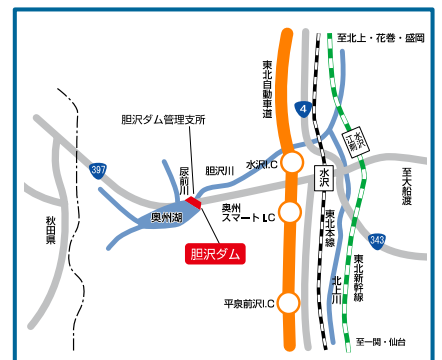 至北上・花巻・盛岡
東北自動車道
4
胆沢ダム管理支所
水沢
江刺
397
尻前川
胆沢川
水沢I.C
水沢
至大船渡
秋田県
奥州湖
奥州
スマートI.C
東北本線
343
胆沢ダム
北上川
東北新幹線
平泉前沢I.C
至一関・仙台